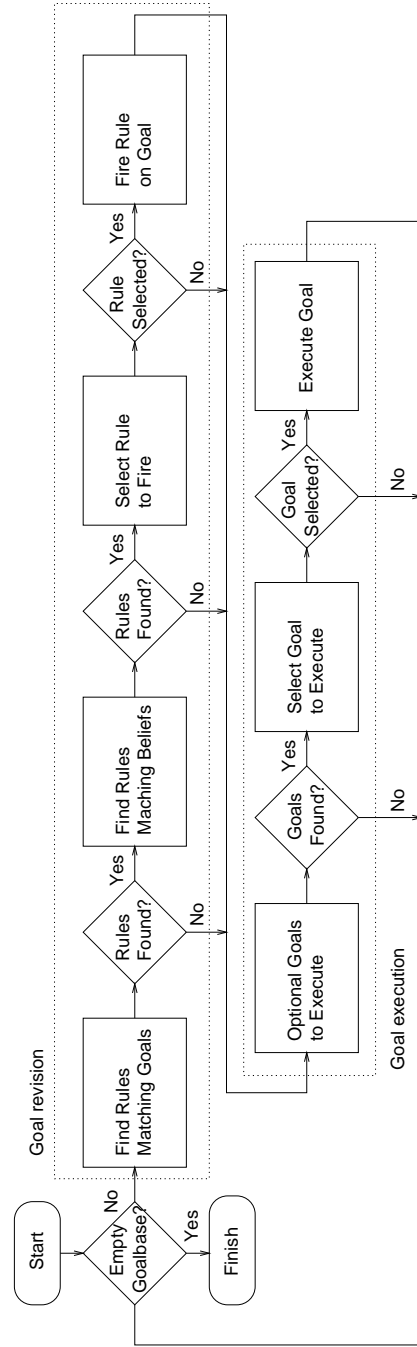 Goal revision
Start
Empty
Goalbase?
No
Yes
Finish
Find Rules
Matching Goals
Rules
Found?
Yes
No
Find Rules
Maching Beliefs
Rules
Found?
Yes
No
Select Rule
to Fire
Rule
Selected?
Yes
No
Fire Rule
on Goal
Optional Goals
to Execute
Goals
Found?
Yes
No
Select Goal
to Execute
Goal
Selected?
Yes
No
Execute Goal
Goal execution